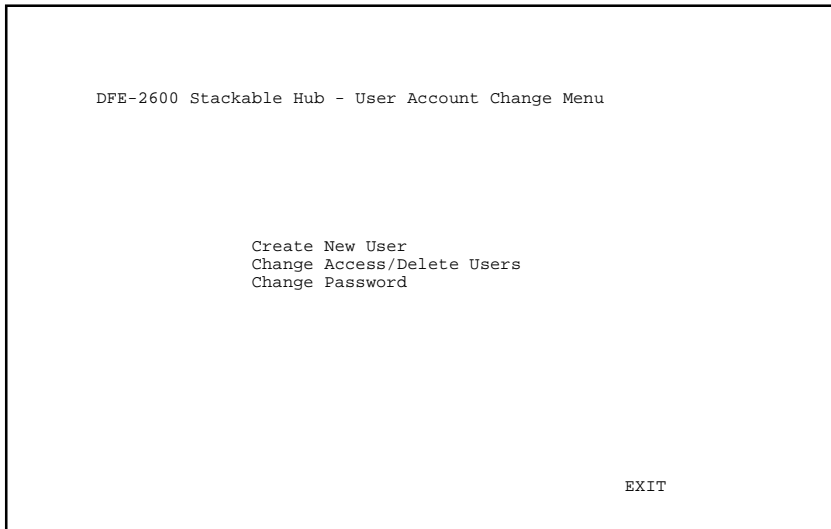 DFE-2600 Stackable Hub - User Account Change Menu
Create New User
Change Access/Delete Users
Change Password
EXIT